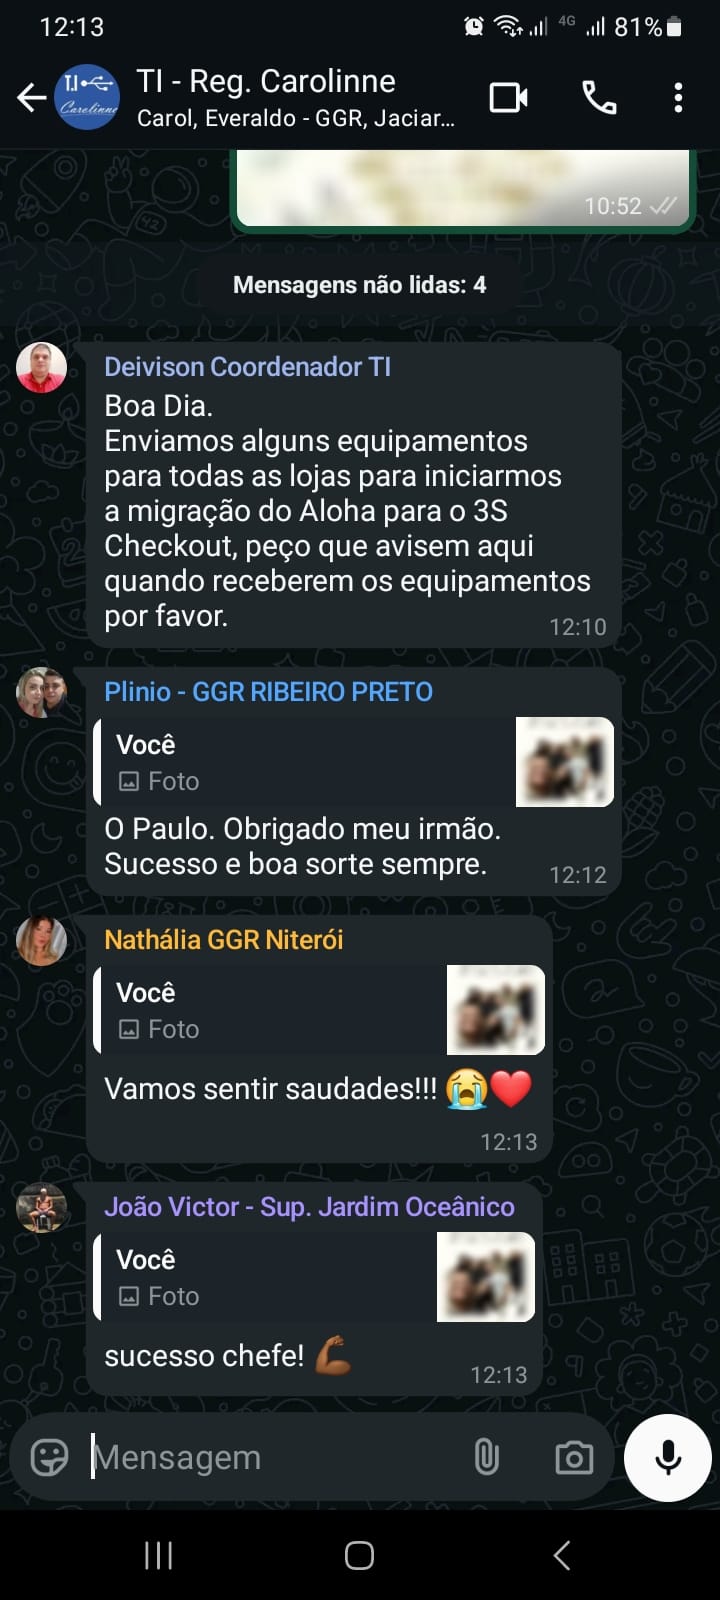 12:13
4G
81%
T.I
Carolinne
TI - Reg. Carolinne
Carol, Everaldo - GGR, Jaciar...
10:52
Mensagens não lidas: 4
Deivison Coordenador TI
Boa Dia.
Enviamos alguns equipamentos
para todas as lojas para iniciarmos
a migração do Aloha para o 3S
Checkout, peço que avisem aqui
quando receberem os equipamentos
por favor.
12:10
Plinio - GGR RIBEIRO PRETO
Você
Foto
O Paulo. Obrigado meu irmão.
Sucesso e boa sorte sempre.
12:12
Nathália GGR Niterói
Você
Foto
Vamos sentir saudades!!! 😭❤️
12:13
João Victor - Sup. Jardim Oceânico
Você
Foto
sucesso chefe! 💪🏾
12:13
Mensagem